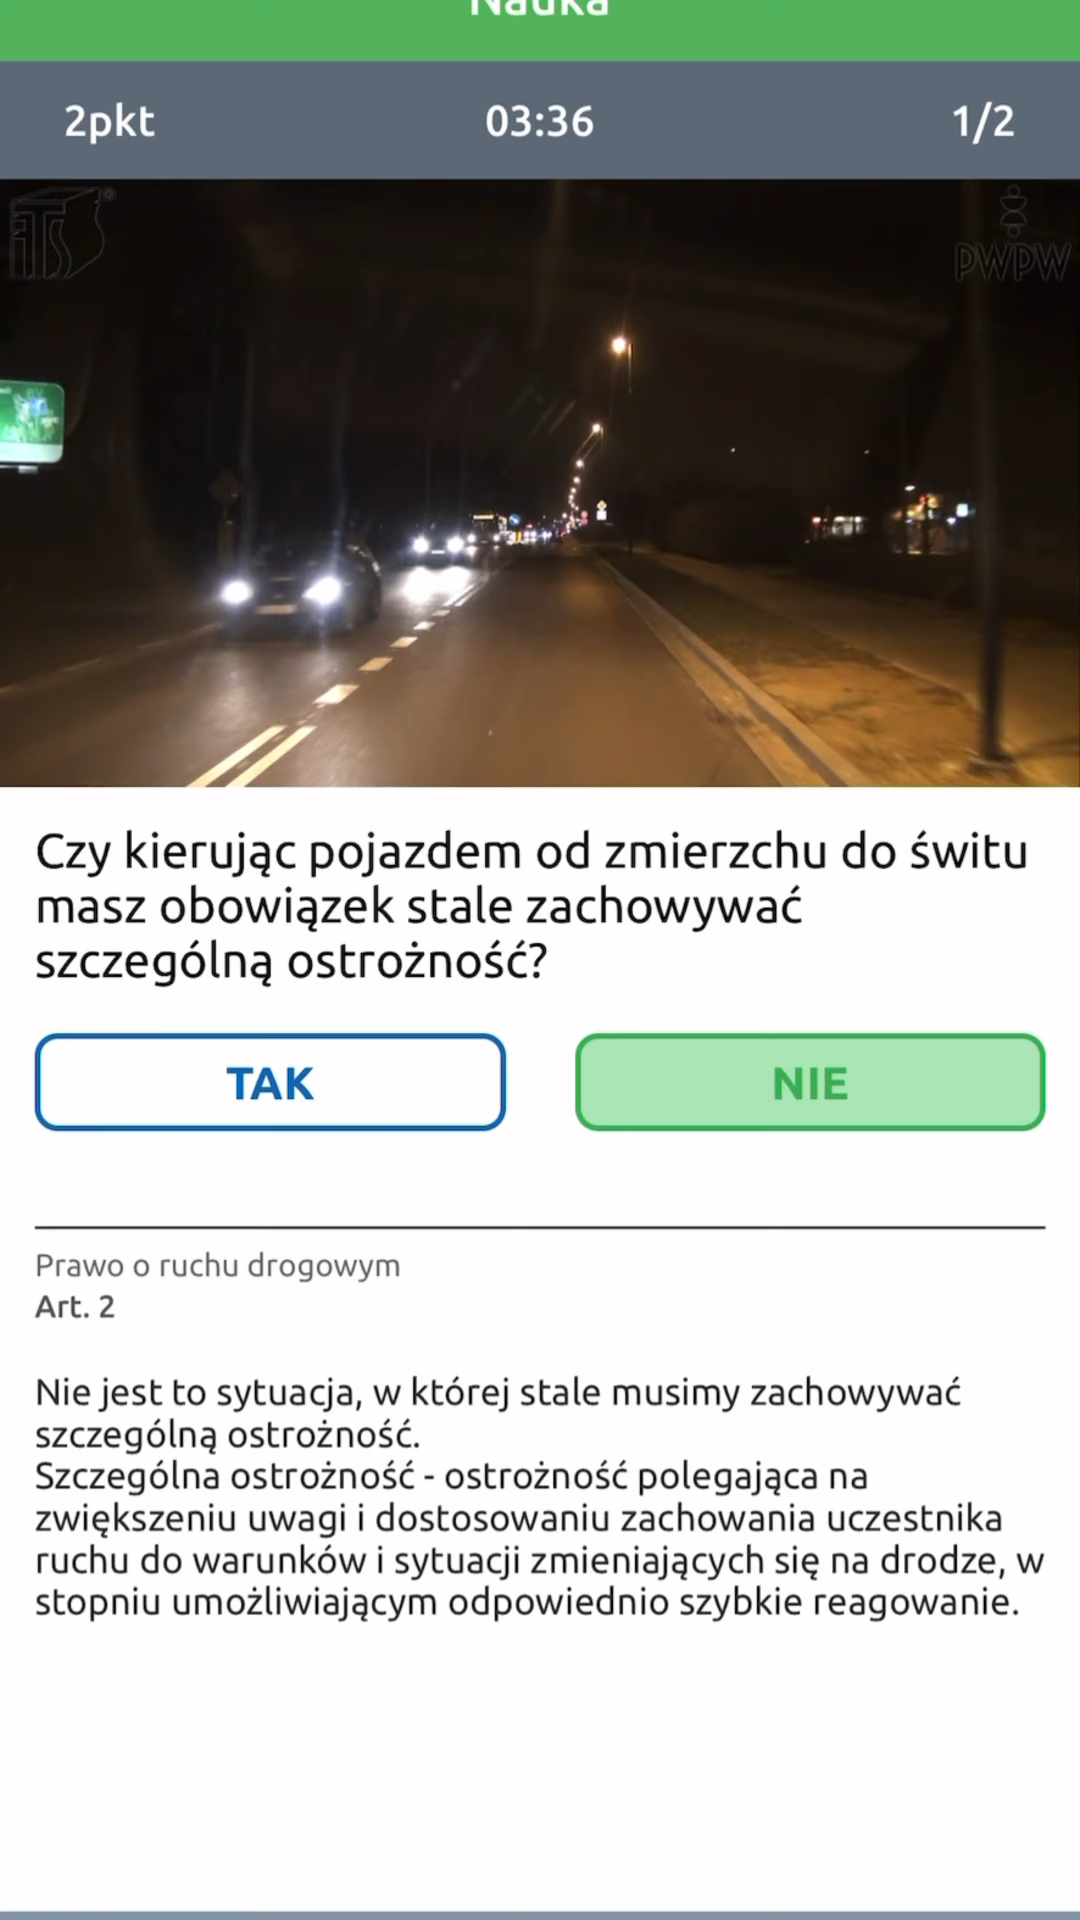 Nauka
2pkt 03:36 1/2
ITS®
PWPW
Czy kierując pojazdem od zmierzchu do świtu
masz obowiązek stale zachowywać
szczególną ostrożność?
TAK NIE
Prawo o ruchu drogowym
Art. 2
Nie jest to sytuacja, w której stale musimy zachowywać
szczególną ostrożność.
Szczególna ostrożność - ostrożność polegająca na
zwiększeniu uwagi i dostosowaniu zachowania uczestnika
ruchu do warunków i sytuacji zmieniających się na drodze, w
stopniu umożliwiającym odpowiednio szybkie reagowanie.